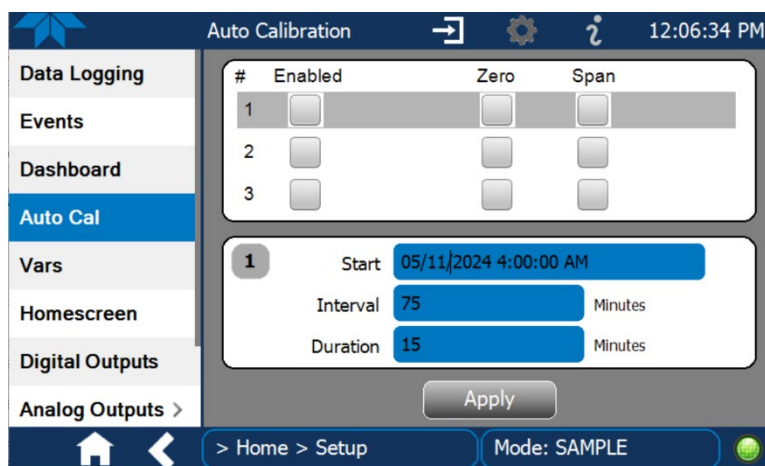 Auto Calibration 12:06:34 PM
Data Logging
Events
Dashboard
Auto Cal
Vars
Homescreen
Digital Outputs
Analog Outputs >
# Enabled Zero Span
1
2
3
1 Start 05/11/2024 4:00:00 AM
Interval 75 Minutes
Duration 15 Minutes
Apply
> Home > Setup Mode: SAMPLE